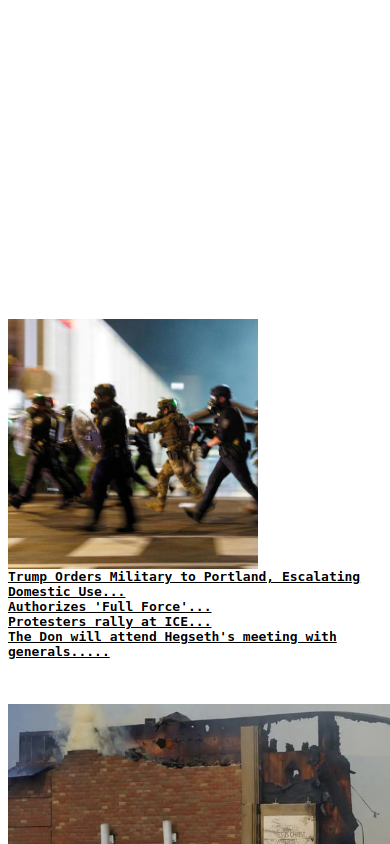 Trump Orders Military to Portland, Escalating
Domestic Use...
Authorizes 'Full Force'...
Protesters rally at ICE...
The Don will attend Hegseth's meeting with
generals.....